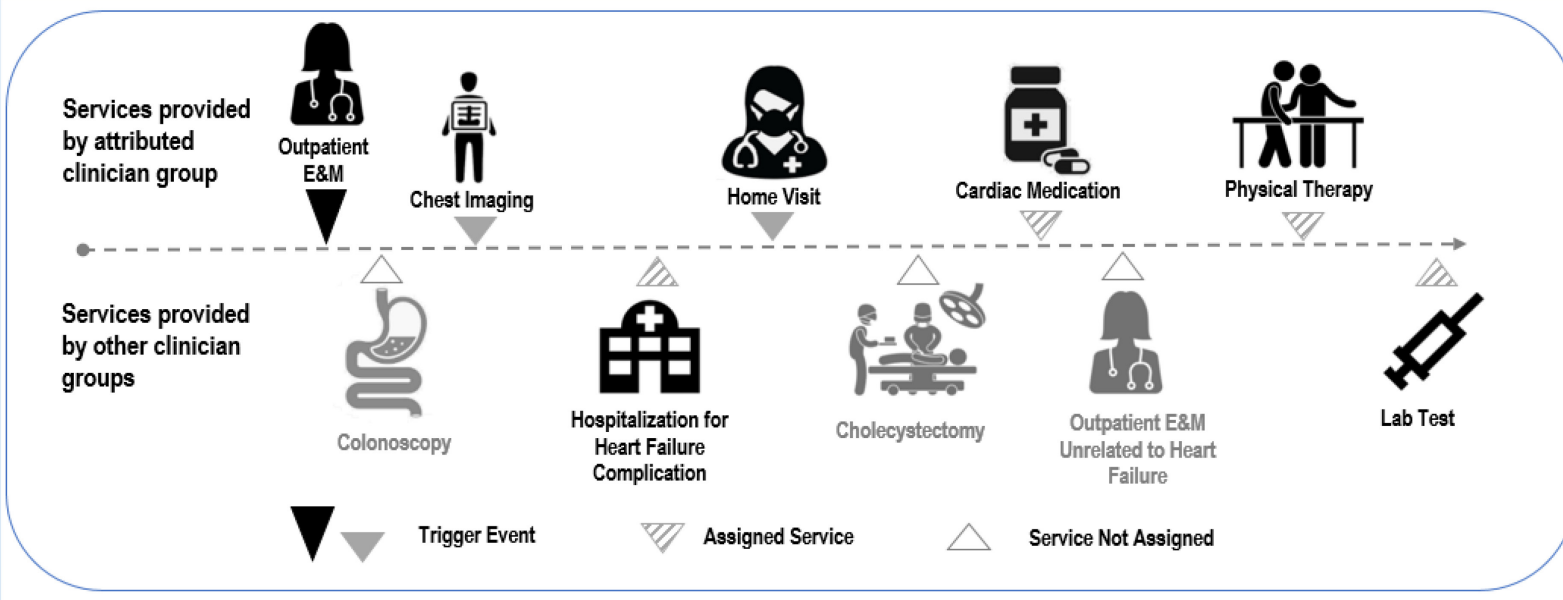 Services provided
by attributed
clinician group
Outpatient
E&M
Chest Imaging
Home Visit
Cardiac Medication
Physical Therapy
Services provided
by other clinician
groups
Colonoscopy
Hospitalization for
Heart Failure
Complication
Cholecystectomy
Outpatient E&M
Unrelated to Heart
Failure
Lab Test
Trigger Event
Assigned Service
Service Not Assigned